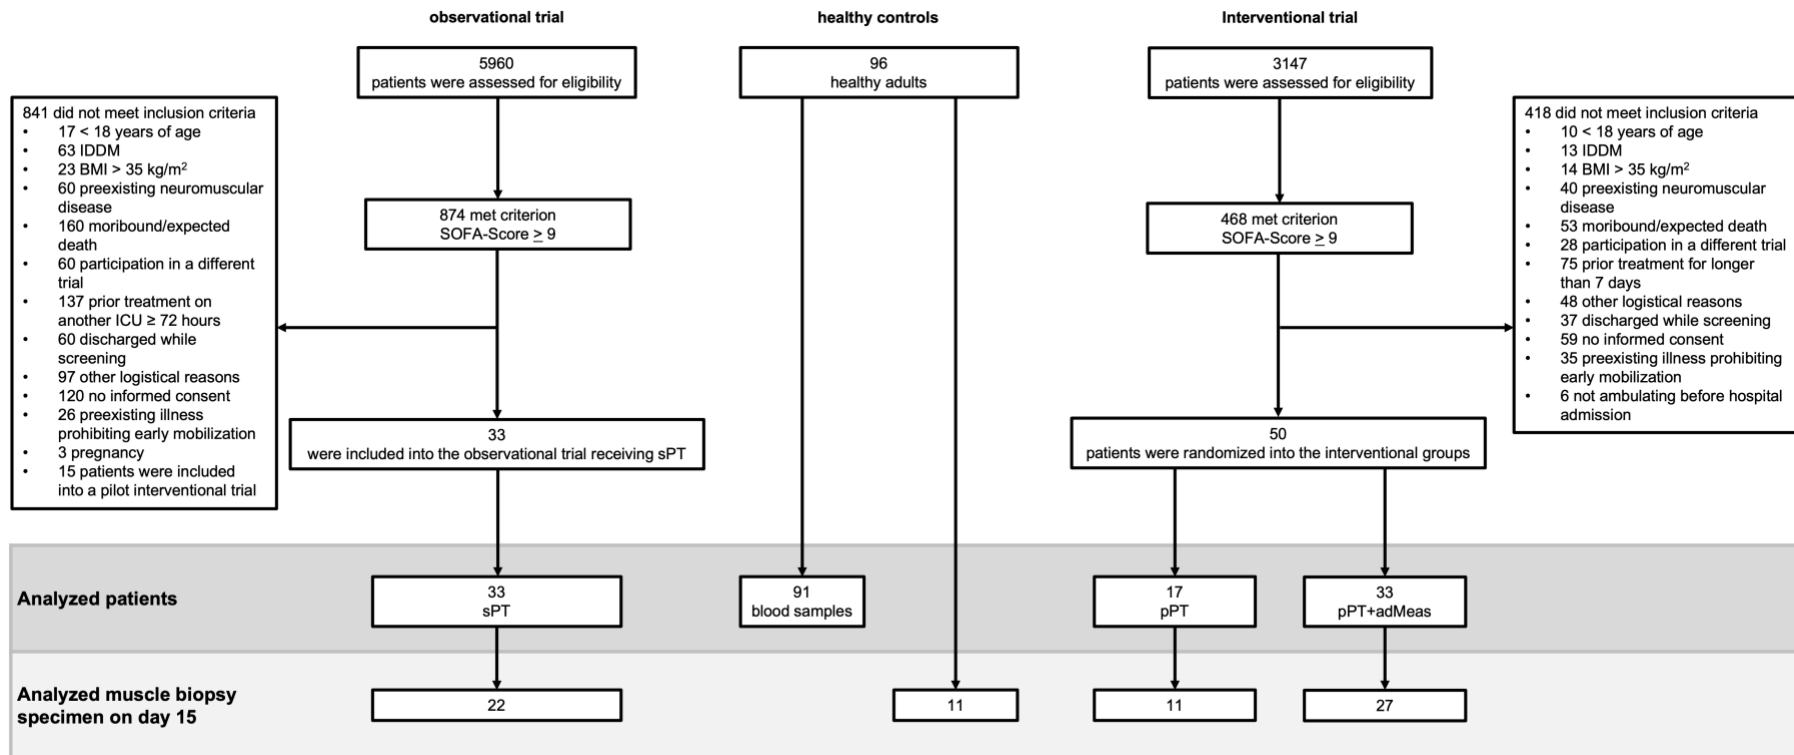 observational trial
healthy controls
Interventional trial
5960
patients were assessed for eligibility
96
healthy adults
3147
patients were assessed for eligibility
841 did not meet inclusion criteria
• 17 < 18 years of age
• 63 IDDM
• 23 BMI > 35 kg/m²
• 60 preexisting neuromuscular
disease
• 160 moribound/expected
death
• 60 participation in a different
trial
• 137 prior treatment on
another ICU ≥ 72 hours
• 60 discharged while
screening
• 97 other logistical reasons
• 120 no informed consent
• 26 preexisting illness
prohibiting early mobilization
• 3 pregnancy
• 15 patients were included
into a pilot interventional trial
874 met criterion
SOFA-Score ≥ 9
468 met criterion
SOFA-Score ≥ 9
418 did not meet inclusion criteria
• 10 < 18 years of age
• 13 IDDM
• 14 BMI > 35 kg/m²
• 40 preexisting neuromuscular
disease
• 53 moribound/expected death
• 28 participation in a different trial
• 75 prior treatment for longer
than 7 days
• 48 other logistical reasons
• 37 discharged while screening
• 59 no informed consent
• 35 preexisting illness prohibiting
early mobilization
• 6 not ambulating before hospital
admission
33
were included into the observational trial receiving sPT
50
patients were randomized into the interventional groups
Analyzed patients
33
sPT
91
blood samples
17
pPT
33
pPT+adMeas
Analyzed muscle biopsy
specimen on day 15
22
11
11
27